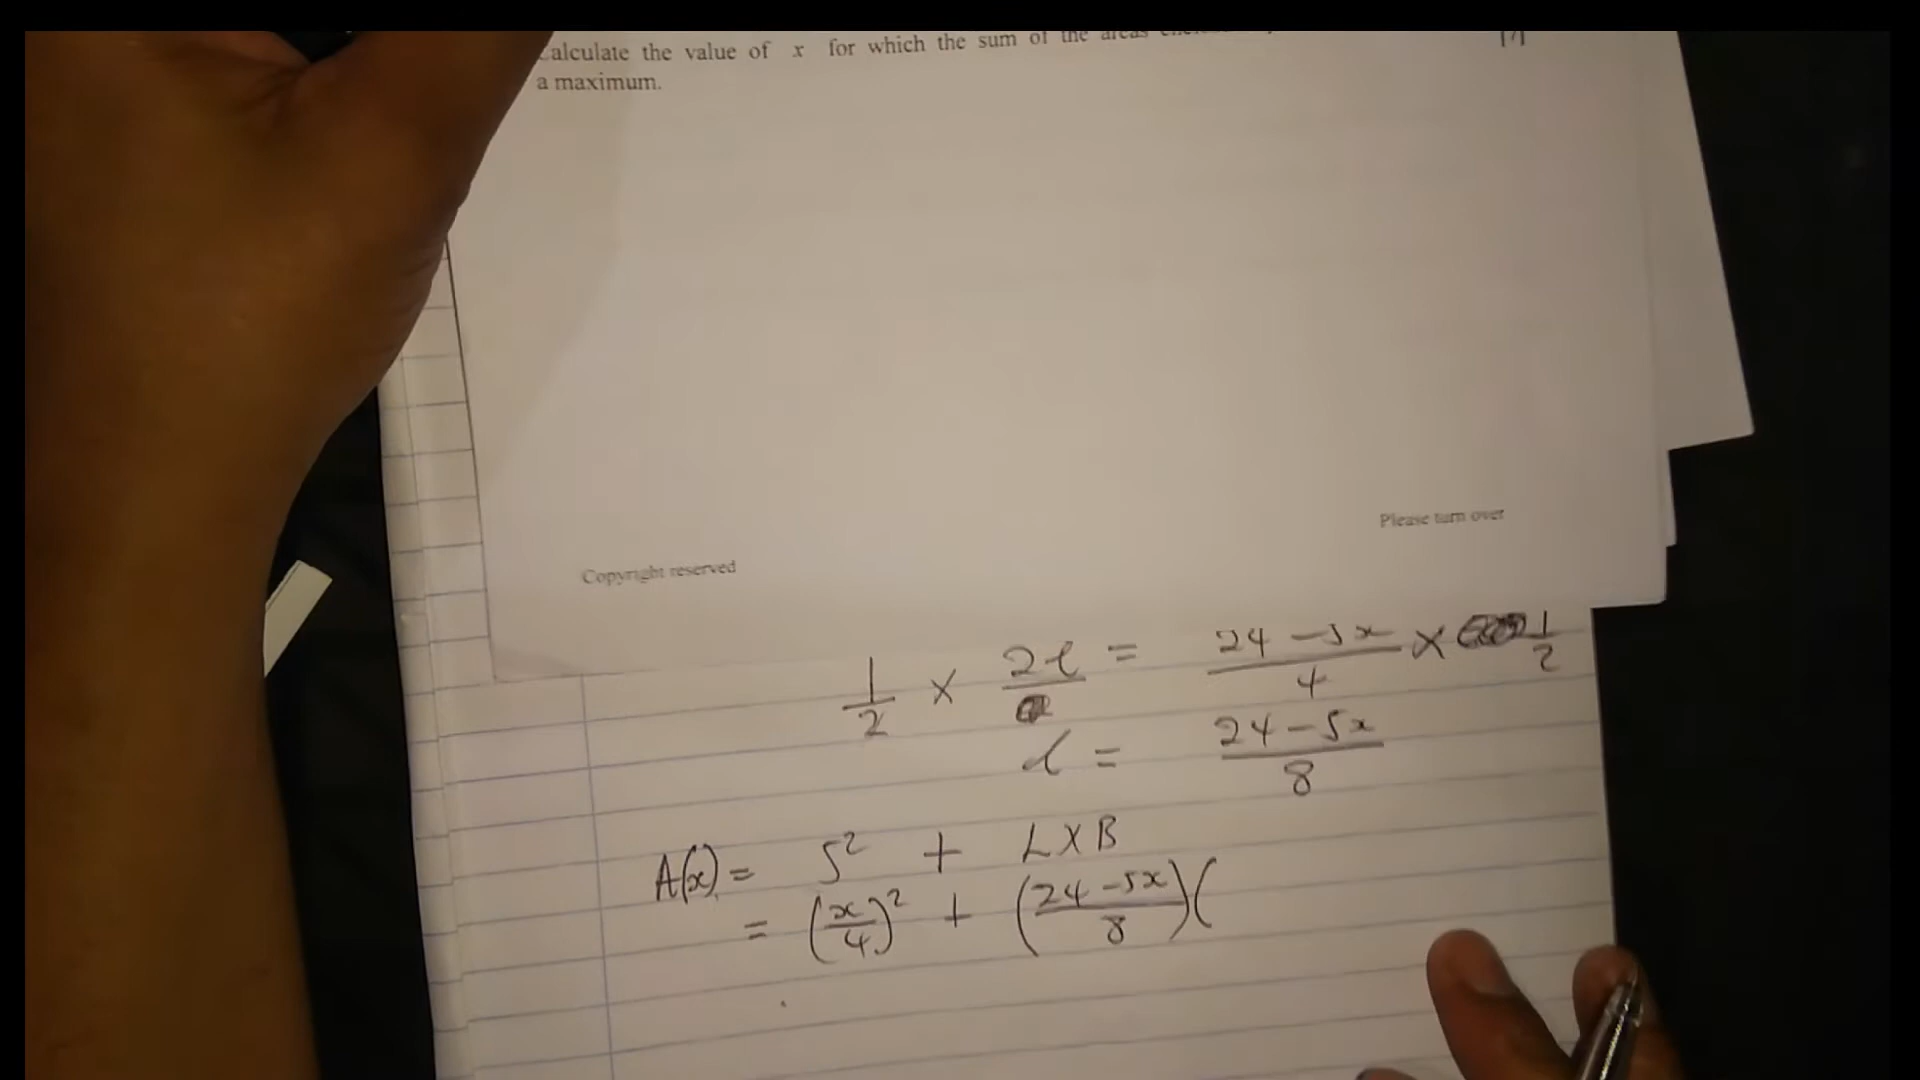 alculate the value of x for which the sum of the areas
a maximum.
Please turn over
Copyright reserved
1/2 × 2l = (24 - 5x)/4 × 1/2
l = (24 - 5x)/8
A(x) = S² + L X B
= (x/4)² + ((24 - 5x)/8)(